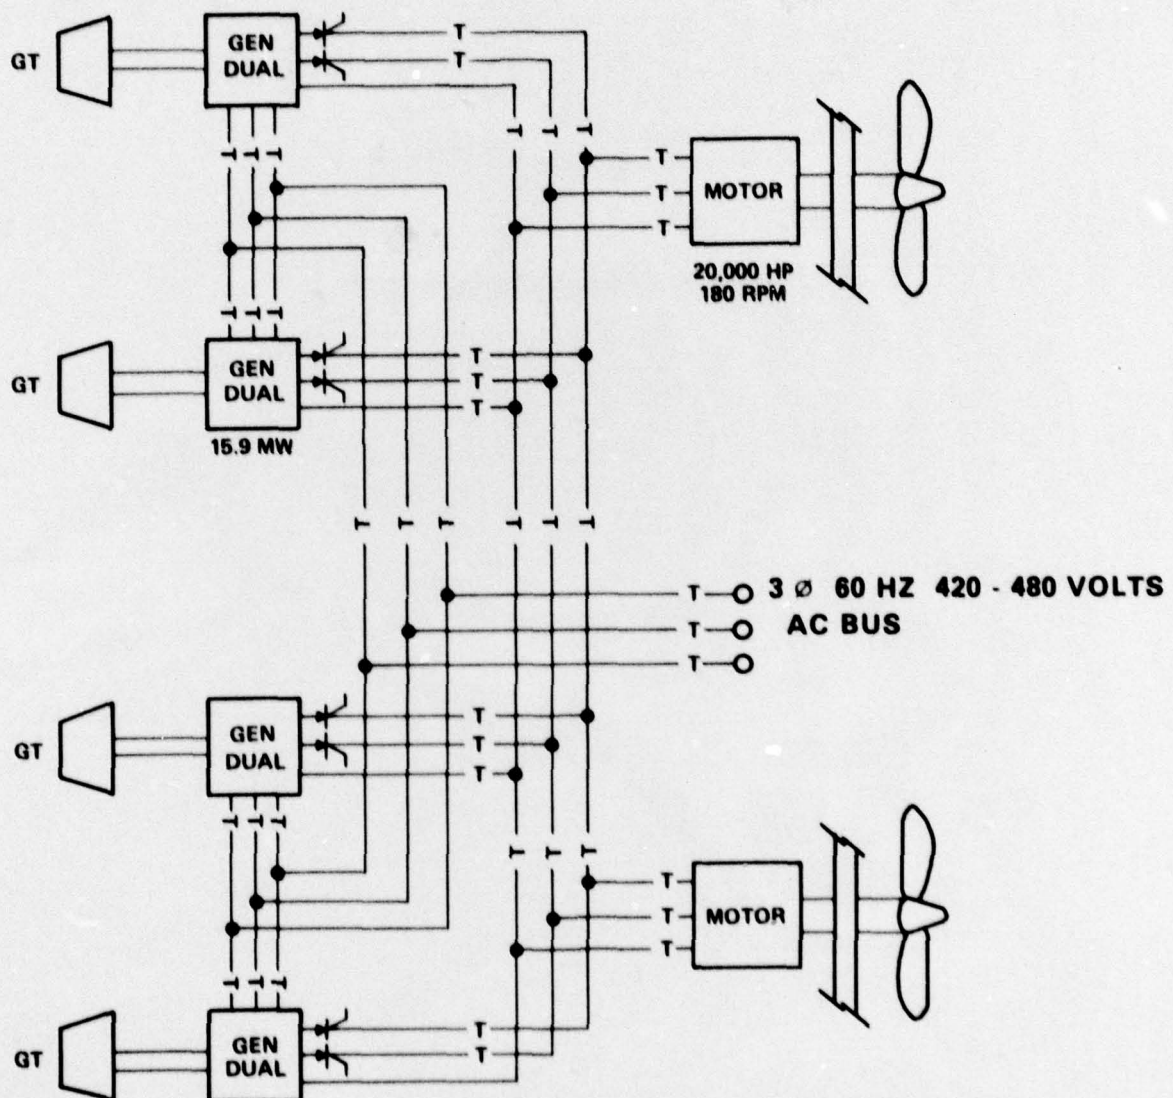 GT
GEN
DUAL
MOTOR
20,000 HP
180 RPM
GT
GEN
DUAL
15.9 MW
3 ø 60 HZ 420 - 480 VOLTS
AC BUS
GT
GEN
DUAL
MOTOR
GT
GEN
DUAL